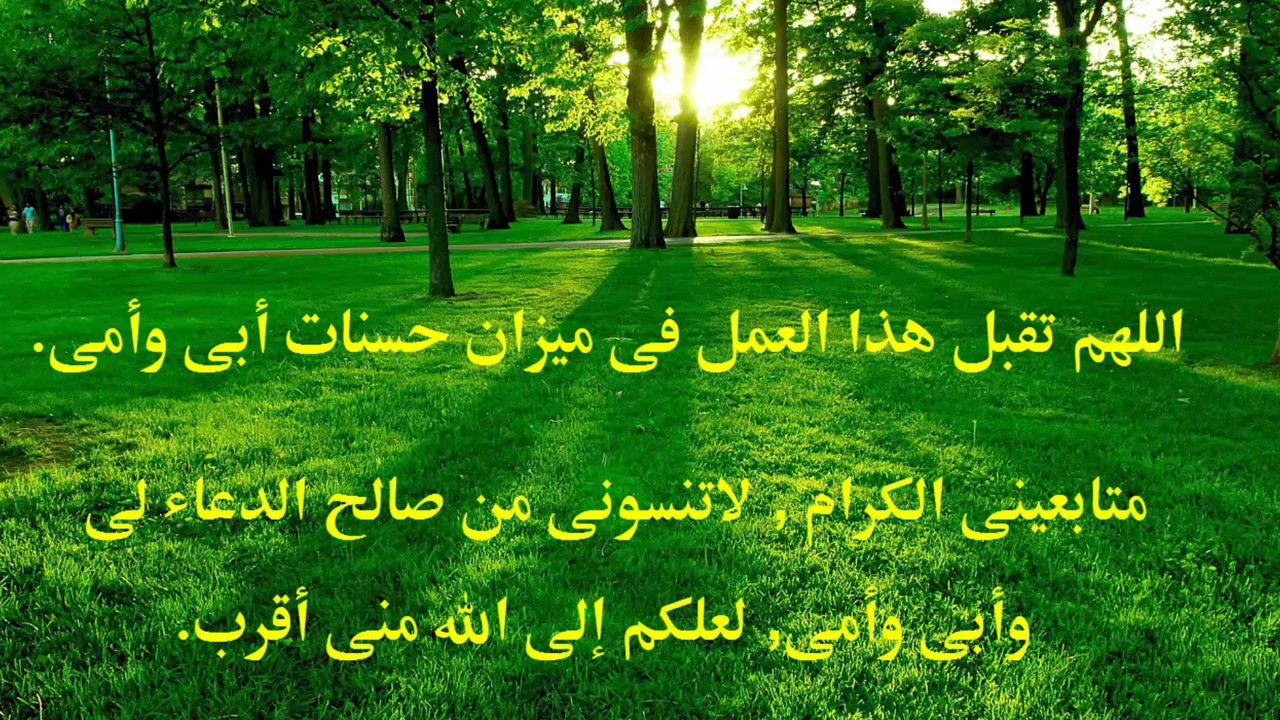 اللهم تقبل هذا العمل فى ميزان حسنات أبى وأمى.
متابعينى الكرام , لاتنسونى من صالح الدعاء لى
وأبى وأمى, لعلكم إلى الله منى أقرب.